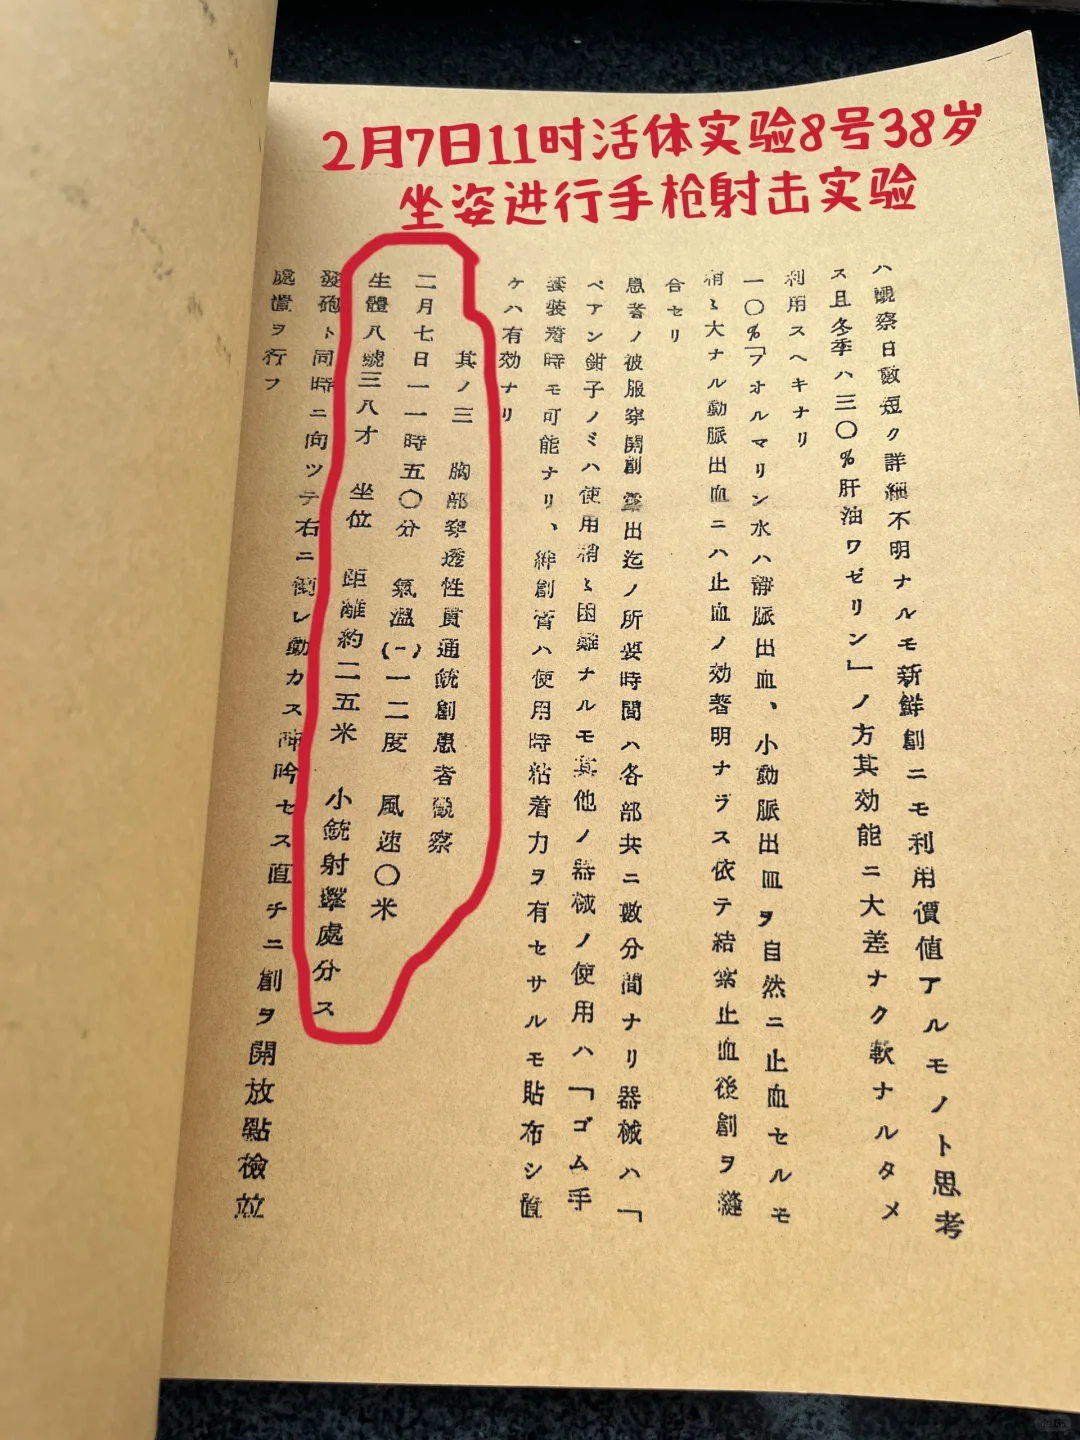 2月7日11时活体实验8号38岁
坐姿进行手枪射击实验
ハ觀察日數短ク詳細不明ナルモ新鮮創ニモ利用價値アルモノト思考
ス且冬季ハ三〇%肝油ワゼリン」ノ方其効能ニ大差ナク軟ナルタメ
利用スヘキナリ
一〇%「フオルマリン水ハ靜脈出血、小動脈出血ヲ自然ニ止血セルモ
稍〻大ナル動脈出血ニハ止血ノ効著明ナラス依テ結紮止血後創ヲ縫
合セリ
患者ノ被服穿開創露出迄ノ所要時間ハ各部共ニ數分間ナリ器械ハ「
ペアン鉗子ノミハ使用稍〻困難ナルモ其他ノ器械ノ使用ハ「ゴム手
套裝着時モ可能ナリ、絆創膏ハ使用時粘着力ヲ有セサルモ貼布シ置
ケハ有効ナリ
其ノ三 胸部穿透性貫通銃創患者觀察
二月七日一一時五〇分 氣溫(-)一二度 風速〇米
生體八號三八才 坐位 距離約二五米 小銃射擊處分ス
發砲ト同時ニ向ツテ右ニ倒レ動カス呻吟セス直チニ創ヲ開放點檢竝
處置ヲ行フ